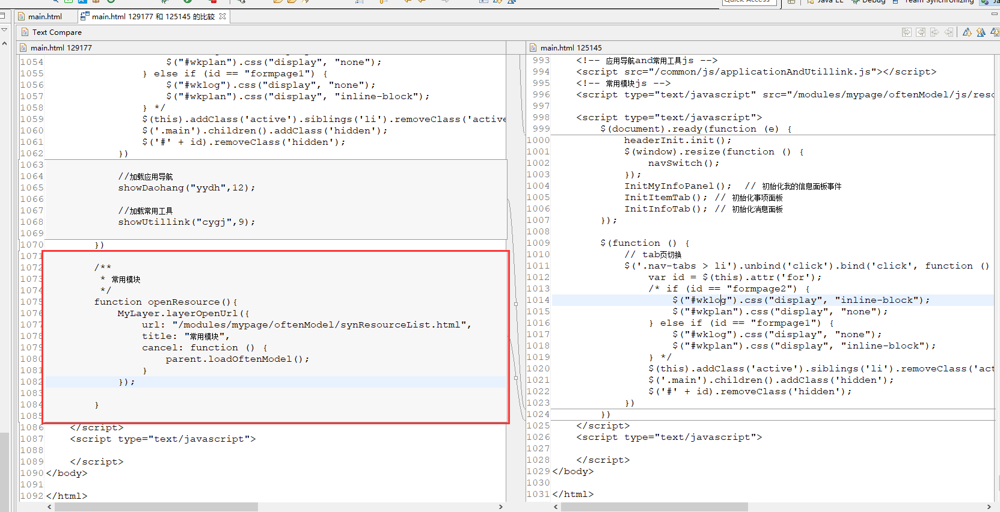 Quick Access
Java EE
Debug
Team Synchronizing
main.html
main.html 129177 和 125145 的比较
Text Compare
main.html 129177
1054 $("#wkplan").css("display", "none");
1055 } else if (id == "formpage1") {
1056 $("#wklog").css("display", "none");
1057 $("#wkplan").css("display", "inline-block");
1058 } */
1059 $(this).addClass('active').siblings('li').removeClass('active
1060 $('.main').children().addClass('hidden');
1061 $('#' + id).removeClass('hidden');
1062 })
1063
1064 //加载应用导航
1065 showDaohang("yydh",12);
1066
1067 //加载常用工具
1068 showUtillink("cygj",9);
1069
1070 })
1071
1072 /**
1073 * 常用模块
1074 */
1075 function openResource(){
1076 MyLayer.layerOpenUrl({
1077 url: "/modules/mypage/oftenModel/synResourceList.html",
1078 title: "常用模块",
1079 cancel: function () {
1080 parent.loadOftenModel();
1081 }
1082 });
1083
1084 }
1085
1086 </script>
1087 <script type="text/javascript">
1088
1089 </script>
1090 </body>
1091
1092 </html>
main.html 125145
993 <!-- 应用导航and常用工具js -->
994 <script src="/common/js/applicationAndUtillink.js"></script>
995 <!-- 常用模块js -->
996 <script type="text/javascript" src="/modules/mypage/oftenModel/js/reso
997
998 <script type="text/javascript">
999 $(document).ready(function (e) {
1000 headerInit.init();
1001 $(window).resize(function () {
1002 navSwitch();
1003 });
1004 InitMyInfoPanel(); // 初始化我的信息面板事件
1005 InitItemTab(); // 初始化事项面板
1006 InitInfoTab(); // 初始化消息面板
1007 });
1008
1009 $(function () {
1010 // tab页切换
1011 $('.nav-tabs > li').unbind('click').bind('click', function ()
1012 var id = $(this).attr('for');
1013 /* if (id == "formpage2") {
1014 $("#wklog").css("display", "inline-block");
1015 $("#wkplan").css("display", "none");
1016 } else if (id == "formpage1") {
1017 $("#wklog").css("display", "none");
1018 $("#wkplan").css("display", "inline-block");
1019 } */
1020 $(this).addClass('active').siblings('li').removeClass('act
1021 $('.main').children().addClass('hidden');
1022 $('#' + id).removeClass('hidden');
1023 })
1024 })
1025 </script>
1026 <script type="text/javascript">
1027
1028 </script>
1029 </body>
1030
1031 </html>